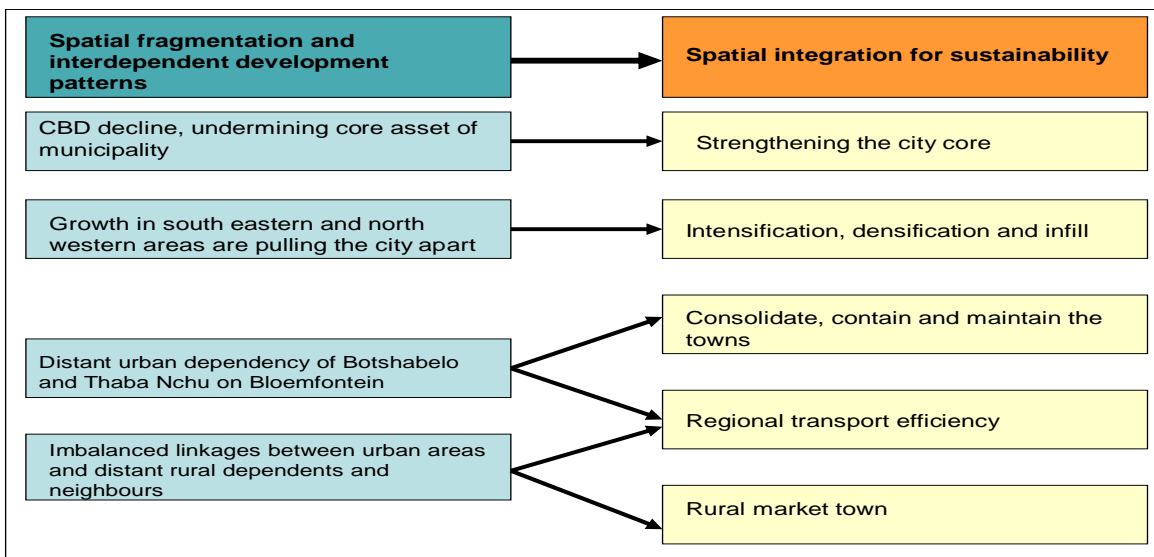 Spatial fragmentation and
interdependent development
patterns
Spatial integration for sustainability
CBD decline, undermining core asset of
municipality
Strengthening the city core
Growth in south eastern and north
western areas are pulling the city apart
Intensification, densification and infill
Distant urban dependency of Botshabelo
and Thaba Nchu on Bloemfontein
Consolidate, contain and maintain the
towns
Regional transport efficiency
Imbalanced linkages between urban areas
and distant rural dependents and
neighbours
Rural market town